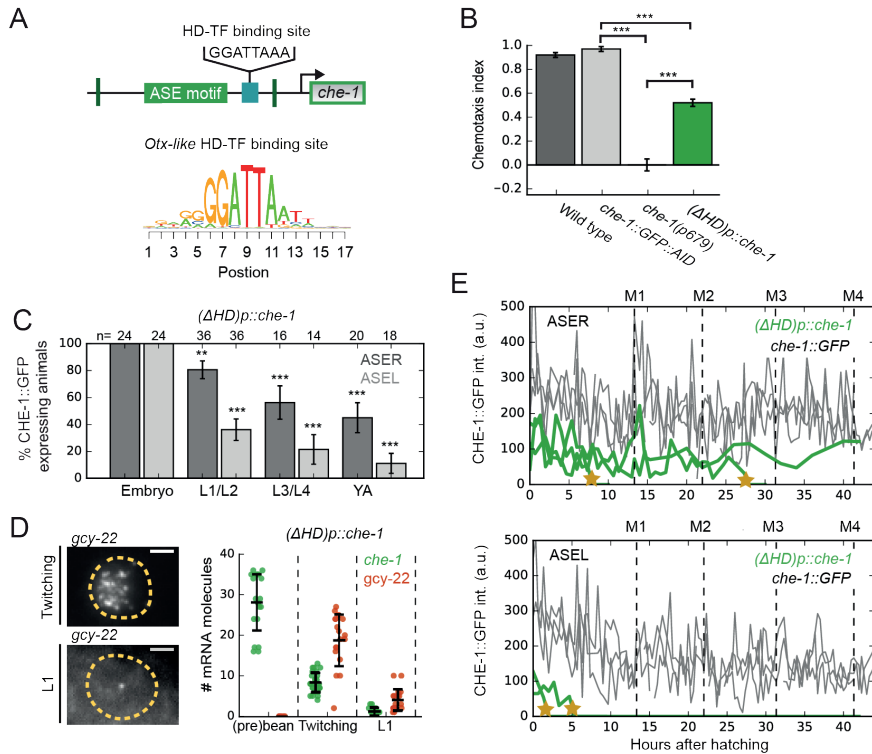 A
HD-TF binding site
GGATTAAA
ASE motif
che-1
Otx-like HD-TF binding site
GGATTA
1 3 5 7 9 11 13 15 17
Postion
B
*** 
***
***
Chemotaxis index
1.0
0.8
0.6
0.4
0.2
0.0
−0.2
Wild type
che-1::GFP::AID
che-1(p679)
(ΔHD)p::che-1
C
(ΔHD)p::che-1
n= 24 24 36 36 16 14 20 18
% CHE-1::GFP
expressing animals
100
80
60
40
20
0
** *** *** *** *** ***
ASER
ASEL
Embryo L1/L2 L3/L4 YA
D
gcy-22
Twitching
gcy-22
L1
(ΔHD)p::che-1
che-1
gcy-22
# mRNA molecules
40
30
20
10
0
(pre)bean Twitching L1
E
M1 M2 M3 M4
ASER
(ΔHD)p::che-1
che-1::GFP
CHE-1::GFP int. (a.u.)
500
400
300
200
100
0
0 5 10 15 20 25 30 35 40
M1 M2 M3 M4
ASEL
(ΔHD)p::che-1
che-1::GFP
CHE-1::GFP int. (a.u.)
500
400
300
200
100
0
0 5 10 15 20 25 30 35 40
Hours after hatching